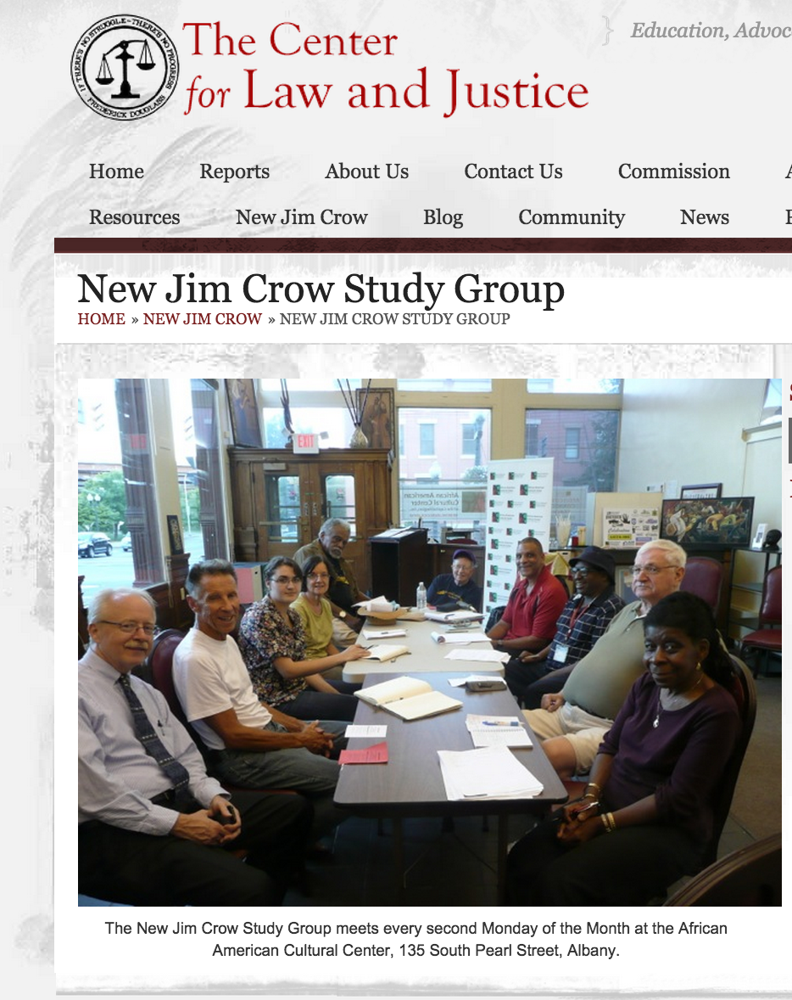 IF THERE'S NO STRUGGLE-THERE'S NO PROGRESS
FREDERICK DOUGLASS
The Center
for Law and Justice
} Education, Advoc
Home Reports About Us Contact Us Commission A
Resources New Jim Crow Blog Community News
New Jim Crow Study Group
HOME » NEW JIM CROW » NEW JIM CROW STUDY GROUP
EXIT
African American
Cultural Center
The New Jim Crow Study Group meets every second Monday of the Month at the African
American Cultural Center, 135 South Pearl Street, Albany.